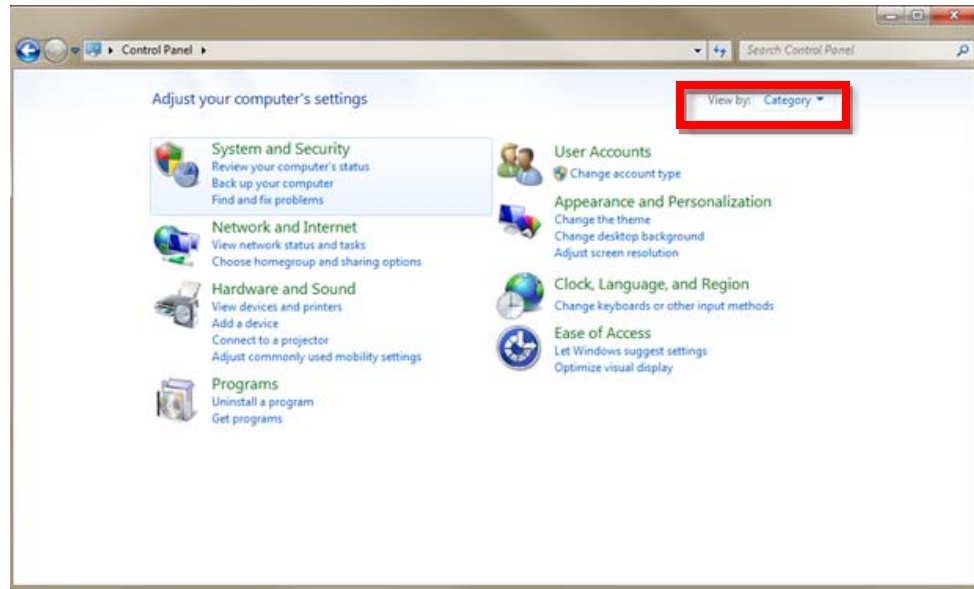 Control Panel
Search Control Panel
Adjust your computer's settings
View by: Category
System and Security
Review your computer's status
Back up your computer
Find and fix problems
Network and Internet
View network status and tasks
Choose homegroup and sharing options
Hardware and Sound
View devices and printers
Add a device
Connect to a projector
Adjust commonly used mobility settings
Programs
Uninstall a program
Get programs
User Accounts
Change account type
Appearance and Personalization
Change the theme
Change desktop background
Adjust screen resolution
Clock, Language, and Region
Change keyboards or other input methods
Ease of Access
Let Windows suggest settings
Optimize visual display